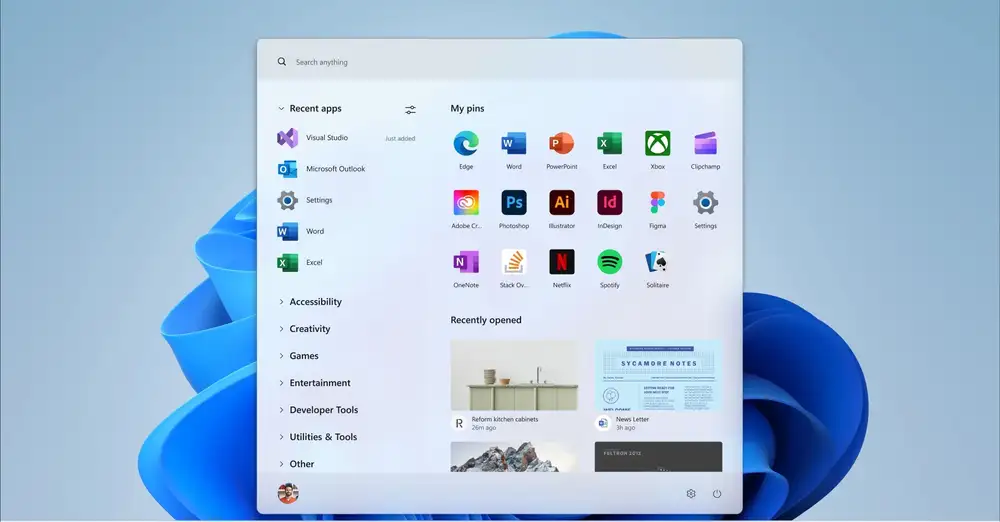 Search anything
Recent apps
Visual Studio
Just added
Microsoft Outlook
Settings
Word
Excel
Accessibility
Creativity
Games
Entertainment
Developer Tools
Utilities & Tools
Other
My pins
Edge
Word
PowerPoint
Excel
Xbox
Clipchamp
Adobe Cr...
Photoshop
Illustrator
InDesign
Figma
Settings
OneNote
Stack Ov...
Netflix
Spotify
Solitaire
Recently opened
Reform kitchen cabinets
26m ago
SYCAMORE NOTES
News Letter
3h ago